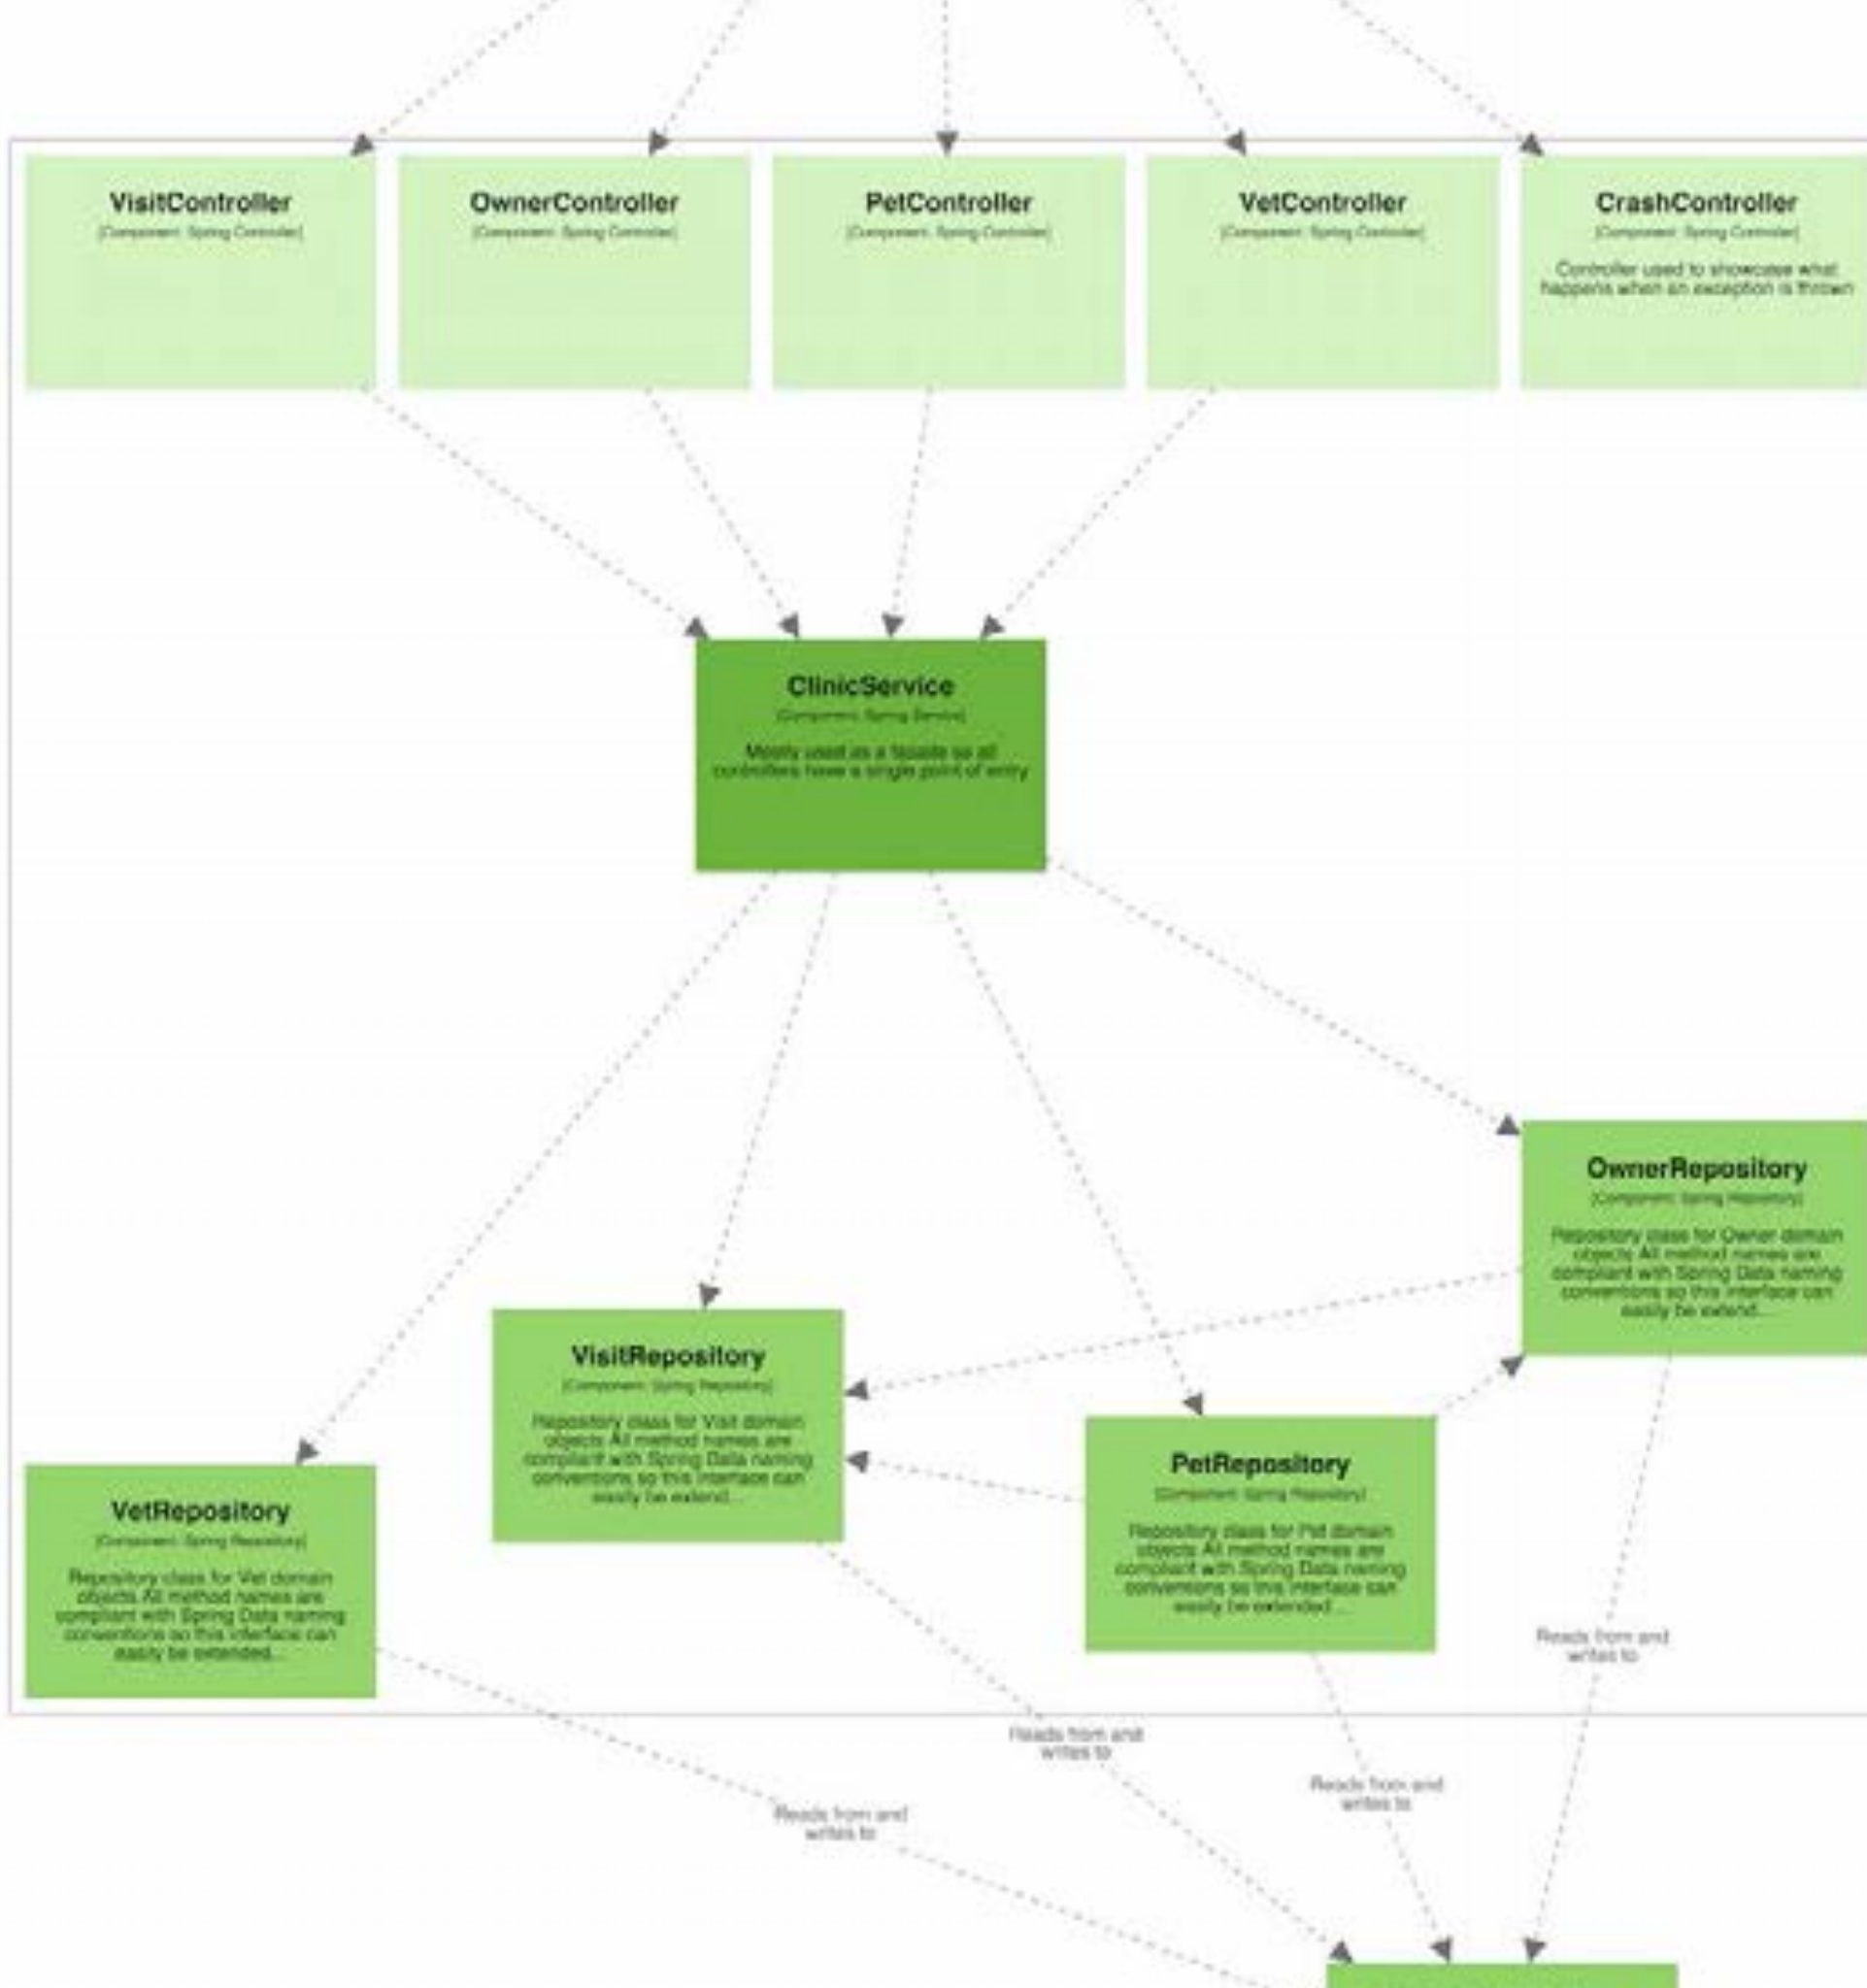 VisitController
[Component: Spring Controller]
OwnerController
[Component: Spring Controller]
PetController
[Component: Spring Controller]
VetController
[Component: Spring Controller]
CrashController
[Component: Spring Controller]
Controller used to showcase what
happens when an exception is thrown
ClinicService
[Component: Spring Service]
Mostly used as a facade so all
controllers have a single point of entry
OwnerRepository
[Component: Spring Repository]
Repository class for Owner domain
objects All method names are
compliant with Spring Data naming
conventions so this interface can
easily be extend...
VisitRepository
[Component: Spring Repository]
Repository class for Visit domain
objects All method names are
compliant with Spring Data naming
conventions so this interface can
easily be extend...
PetRepository
[Component: Spring Repository]
Repository class for Pet domain
objects All method names are
compliant with Spring Data naming
conventions so this interface can
easily be extended...
VetRepository
[Component: Spring Repository]
Repository class for Vet domain
objects All method names are
compliant with Spring Data naming
conventions so this interface can
easily be extended...
Reads from and
writes to
Reads from and
writes to
Reads from and
writes to
Reads from and
writes to